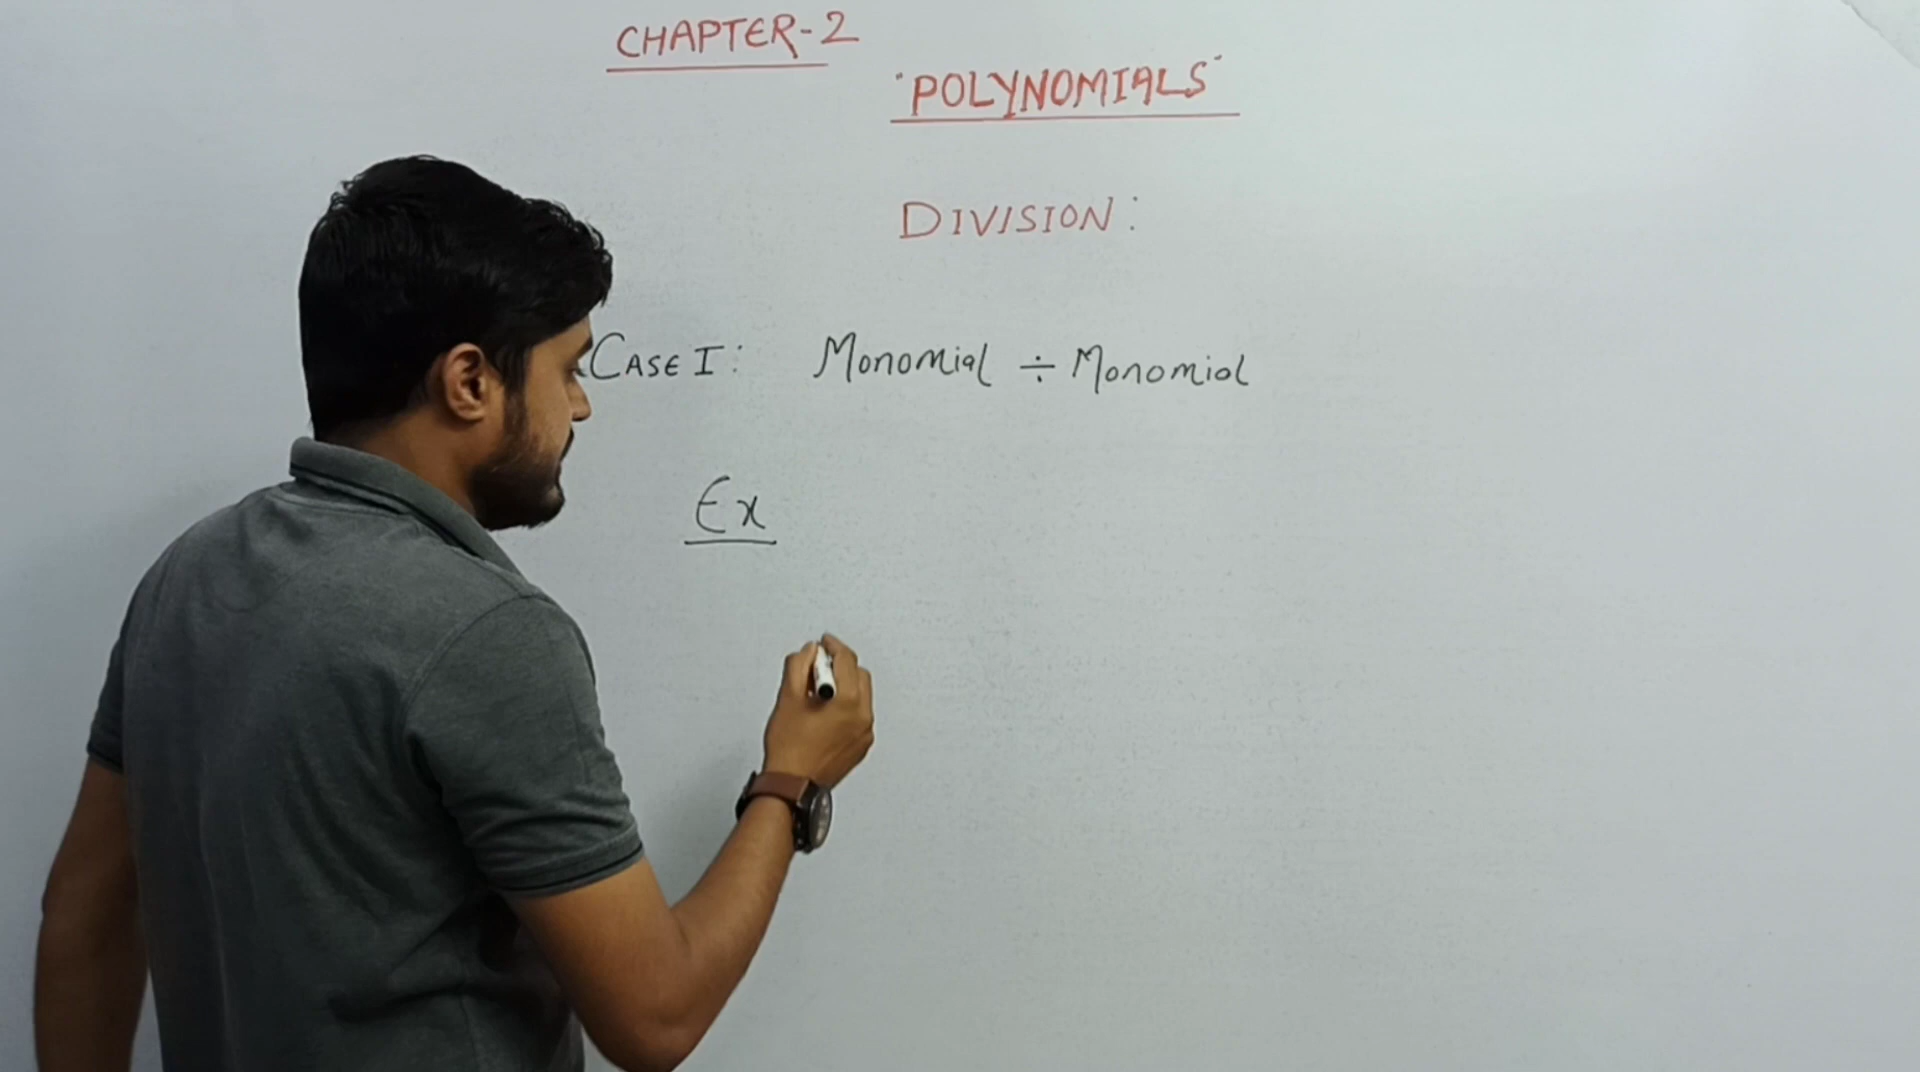 CHAPTER-2
"POLYNOMIALS"
DIVISION:
CASE I: Monomial ÷ Monomial
Ex